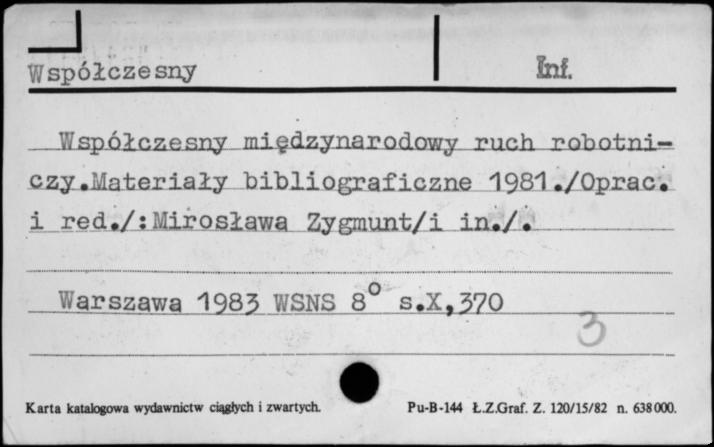 Współczesny Inf.
Współczesny międzynarodowy ruch robotni-
czy.Materiały bibliograficzne 1981./Oprac.
i red./:Mirosława Zygmunt/i in./.
Warszawa 1983 WSNS 8° s.X,370
3
Karta katalogowa wydawnictw ciągłych i zwartych. Pu-B-144 Ł.Z.Graf. Z. 120/15/82 n. 638000.